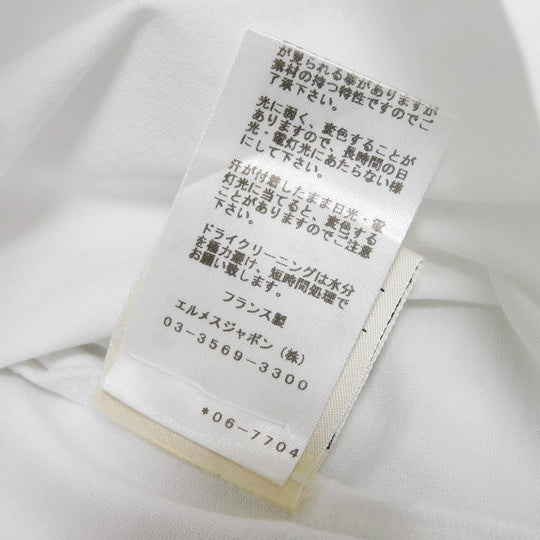 が見られる事がありますが
素材の持つ特性ですのでご
了承下さい。
光に弱く、変色することが
ありますので、長時間の日
光・電灯光にあたらない様
にして下さい。
汗が付着したまま日光・電
灯光に当てると、変色する
ことがありますのでご注意
下さい。
ドライクリーニングは水分
を極力避け、短時間処理で
お願い致します。
フランス製
エルメスジャポン(株)
03-3569-3300
*06-7704